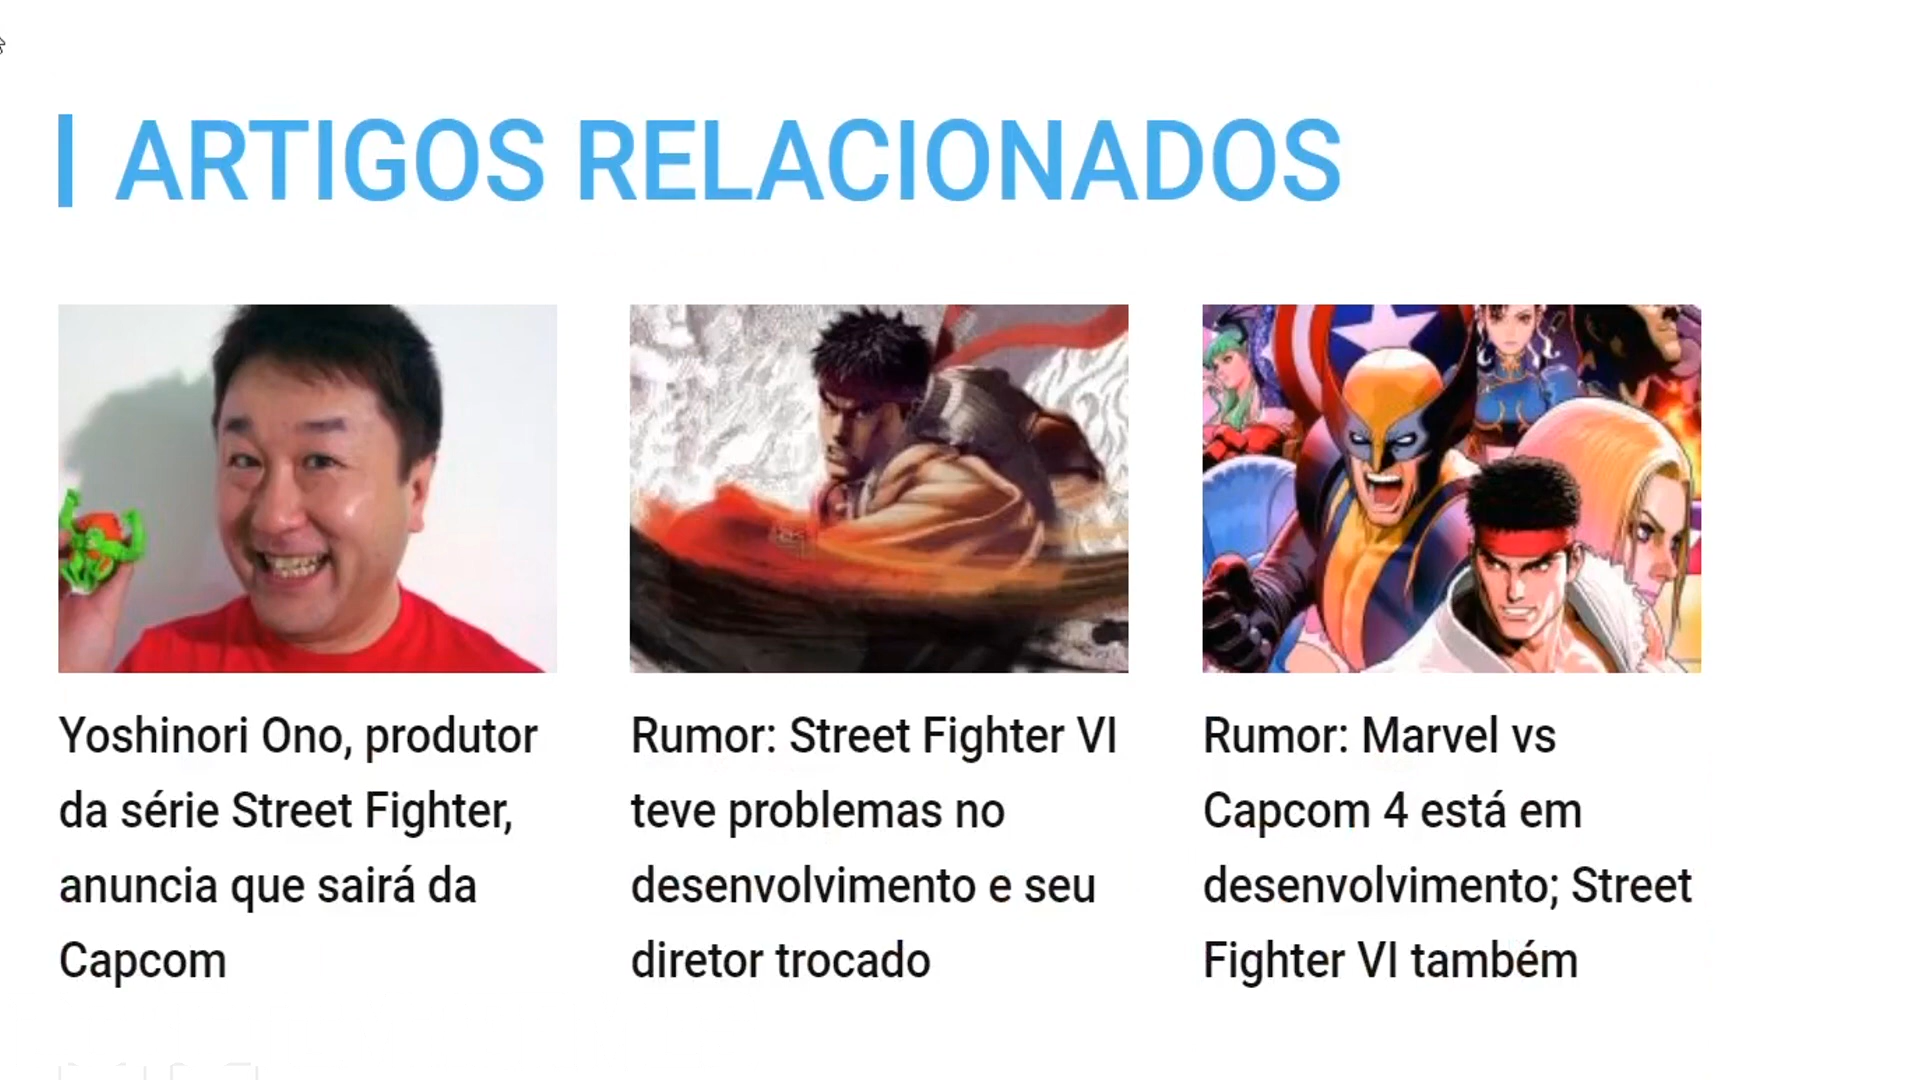 ARTIGOS RELACIONADOS
Yoshinori Ono, produtor
da série Street Fighter,
anuncia que sairá da
Capcom
Rumor: Street Fighter VI
teve problemas no
desenvolvimento e seu
diretor trocado
Rumor: Marvel vs
Capcom 4 está em
desenvolvimento; Street
Fighter VI também